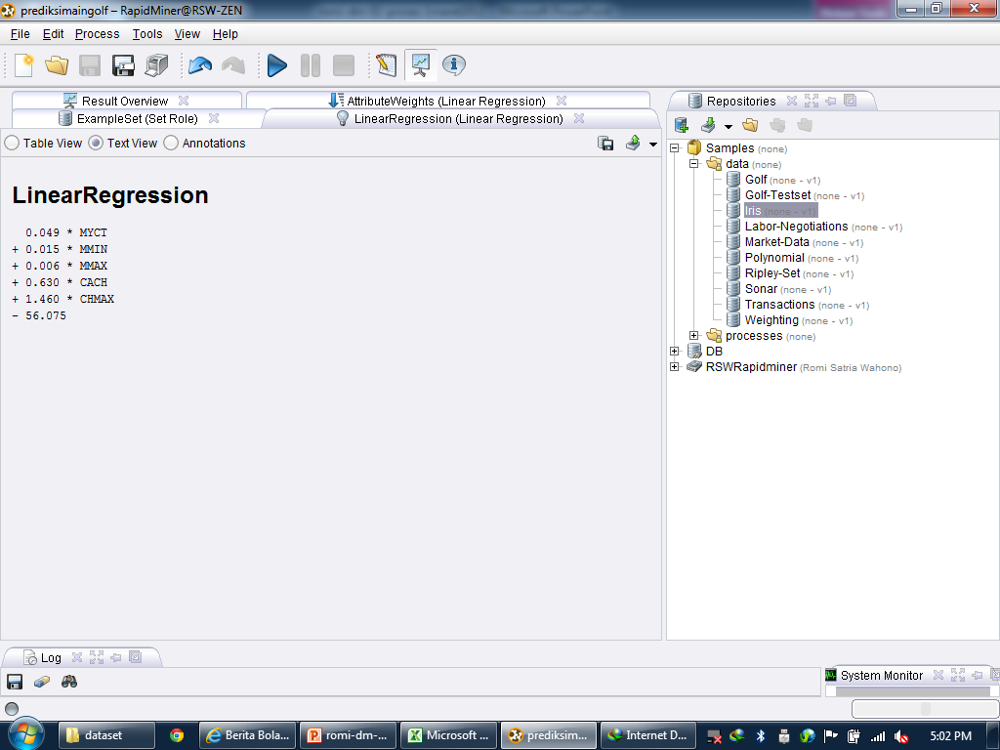 prediksimaingolf – RapidMiner@RSW-ZEN
File Edit Process Tools View Help
Result Overview
AttributeWeights (Linear Regression)
ExampleSet (Set Role)
LinearRegression (Linear Regression)
Table View Text View Annotations
LinearRegression
0.049 * MYCT
+ 0.015 * MMIN
+ 0.006 * MMAX
+ 0.630 * CACH
+ 1.460 * CHMAX
- 56.075
Repositories
Samples (none)
data (none)
Golf (none - v1)
Golf-Testset (none - v1)
Iris (none - v1)
Labor-Negotiations (none - v1)
Market-Data (none - v1)
Polynomial (none - v1)
Ripley-Set (none - v1)
Sonar (none - v1)
Transactions (none - v1)
Weighting (none - v1)
processes (none)
DB
RSWRapidminer (Romi Satria Wahono)
Log
System Monitor
dataset
Berita Bola...
romi-dm-...
Microsoft ...
prediksim...
Internet D...
5:02 PM